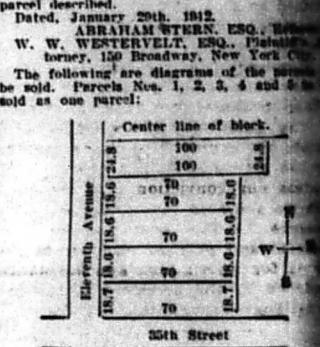 parcel described.
Dated, January 29th, 1912.
ABRAHAM STERN, ESQ.,
W. W. WESTERVELT, ESQ.,
torney, 150 Broadway, New York City.
The following are diagrams of the
be sold. Parcels Nos. 1, 2, 3, 4 and 5
sold as one parcel:
Center line of block.
100
24.8
100
24.8
70
18.6
70
18.6
18.6
70
18.6
18.6
70
18.6
18.7
70
18.7
Eleventh Avenue
N
W
35th Street